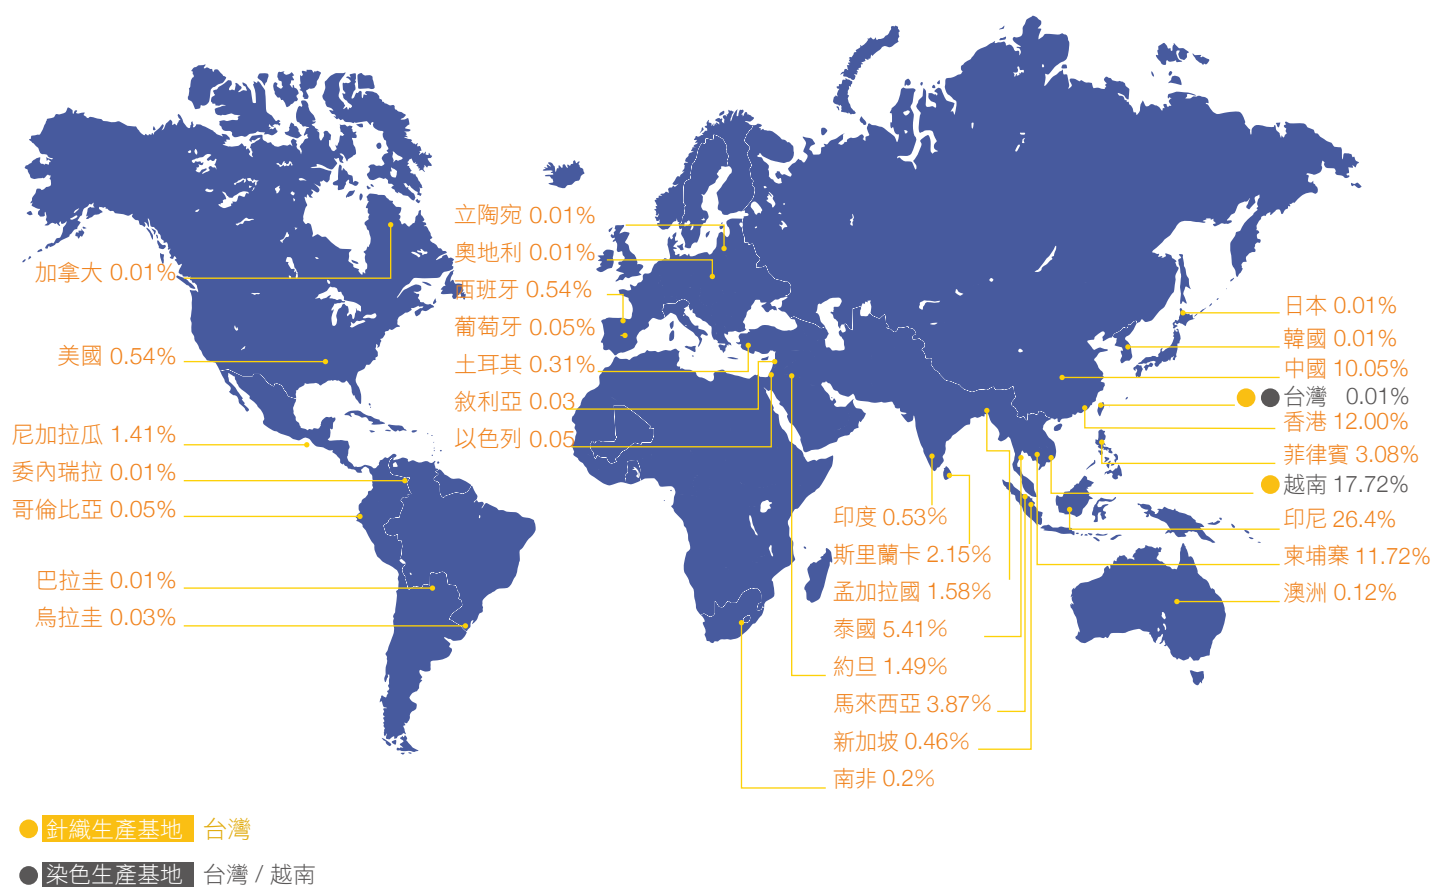 加拿大 0.01%
美國 0.54%
尼加拉瓜 1.41%
委內瑞拉 0.01%
哥倫比亞 0.05%
巴拉圭 0.01%
烏拉圭 0.03%
立陶宛 0.01%
奧地利 0.01%
西班牙 0.54%
葡萄牙 0.05%
土耳其 0.31%
敘利亞 0.03
以色列 0.05
印度 0.53%
斯里蘭卡 2.15%
孟加拉國 1.58%
泰國 5.41%
約旦 1.49%
馬來西亞 3.87%
新加坡 0.46%
南非 0.2%
日本 0.01%
韓國 0.01%
中國 10.05%
台灣 0.01%
香港 12.00%
菲律賓 3.08%
越南 17.72%
印尼 26.4%
柬埔寨 11.72%
澳洲 0.12%
針織生產基地 台灣
染色生產基地 台灣 / 越南